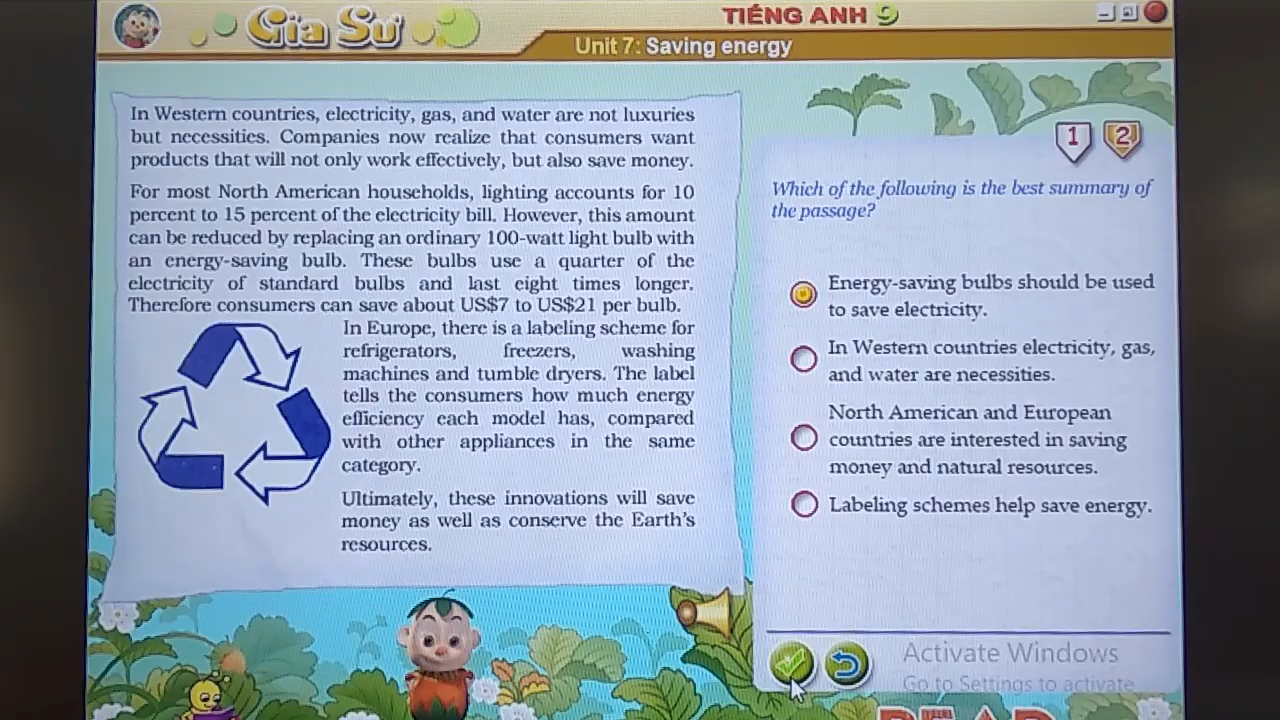 Gia Sư
TIẾNG ANH 9
Unit 7: Saving energy
In Western countries, electricity, gas, and water are not luxuries
but necessities. Companies now realize that consumers want
products that will not only work effectively, but also save money.
For most North American households, lighting accounts for 10
percent to 15 percent of the electricity bill. However, this amount
can be reduced by replacing an ordinary 100-watt light bulb with
an energy-saving bulb. These bulbs use a quarter of the
electricity of standard bulbs and last eight times longer.
Therefore consumers can save about US$7 to US$21 per bulb.
In Europe, there is a labeling scheme for
refrigerators, freezers, washing
machines and tumble dryers. The label
tells the consumers how much energy
efficiency each model has, compared
with other appliances in the same
category.
Ultimately, these innovations will save
money as well as conserve the Earth's
resources.
1 2
Which of the following is the best summary of
the passage?
Energy-saving bulbs should be used
to save electricity.
In Western countries electricity, gas,
and water are necessities.
North American and European
countries are interested in saving
money and natural resources.
Labeling schemes help save energy.
Activate Windows
Go to Settings to activate
READ